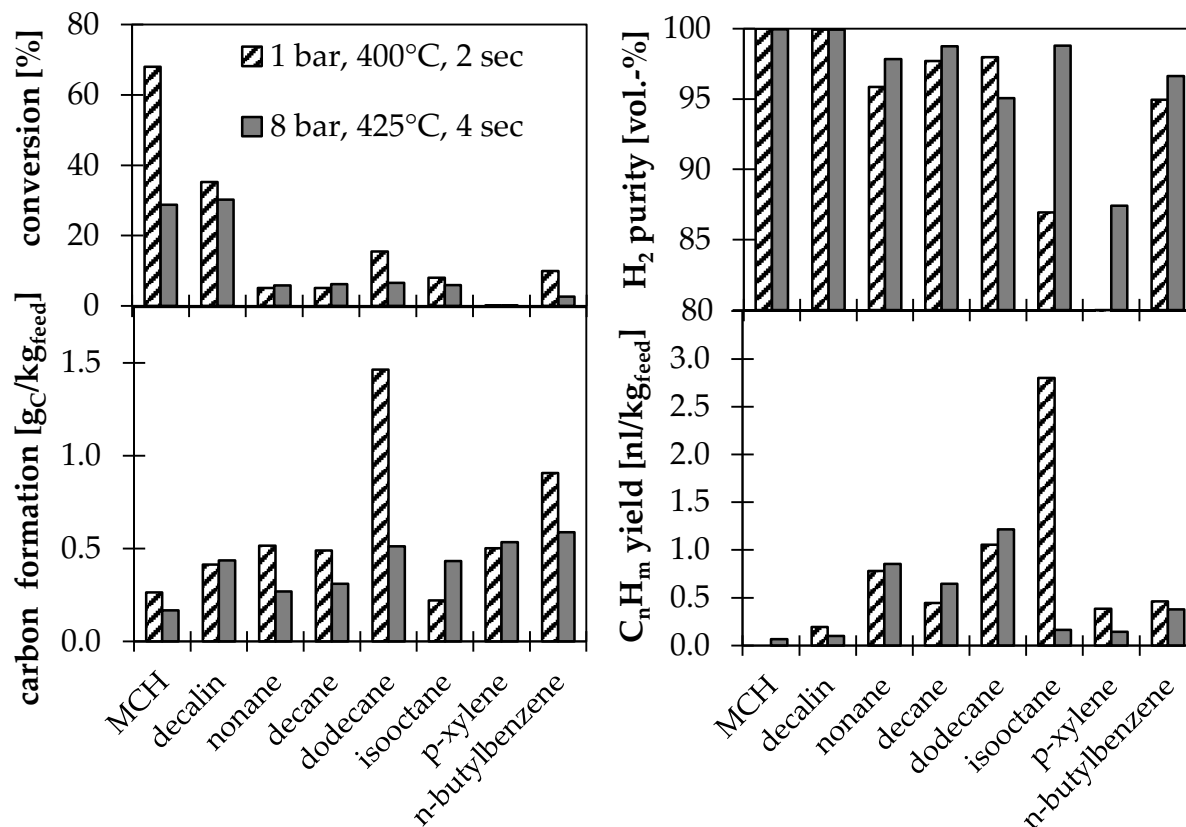 conversion [%]
80
60
40
20
0
1 bar, 400°C, 2 sec
8 bar, 425°C, 4 sec
H2 purity [vol.-%]
100
95
90
85
80
carbon formation [gC/kgfeed]
1.5
1.0
0.5
0.0
MCH
decalin
nonane
decane
dodecane
isooctane
p-xylene
n-butylbenzene
CnHm yield [nl/kgfeed]
3.0
2.5
2.0
1.5
1.0
0.5
0.0
MCH
decalin
nonane
decane
dodecane
isooctane
p-xylene
n-butylbenzene